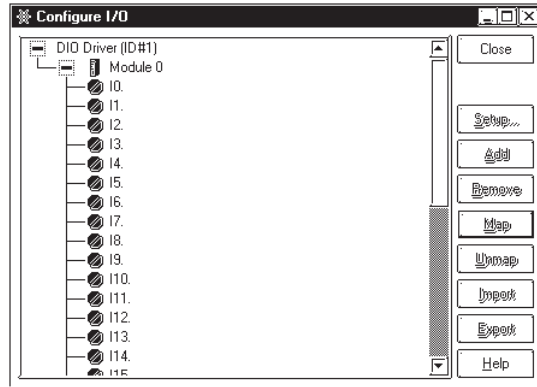 Configure I/O
DIO Driver (ID#1)
Module 0
I0.
I1.
I2.
I3.
I4.
I5.
I6.
I7.
I8.
I9.
I10.
I11.
I12.
I13.
I14.
I15.
Close
Setup...
Add
Remove
Map
Unmap
Import
Export
Help